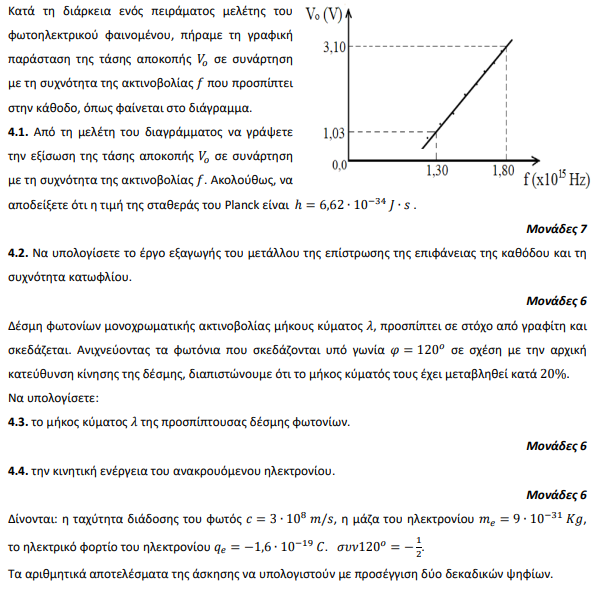 Κατά τη διάρκεια ενός πειράματος μελέτης του
φωτοηλεκτρικού φαινομένου, πήραμε τη γραφική
παράσταση της τάσης αποκοπής V₀ σε συνάρτηση
με τη συχνότητα της ακτινοβολίας f που προσπίπτει
στην κάθοδο, όπως φαίνεται στο διάγραμμα.
4.1. Από τη μελέτη του διαγράμματος να γράψετε
την εξίσωση της τάσης αποκοπής V₀ σε συνάρτηση
με τη συχνότητα της ακτινοβολίας f. Ακολούθως, να
αποδείξετε ότι η τιμή της σταθεράς του Planck είναι h = 6,62 · 10⁻³⁴ J · s .
V₀ (V)
3,10
1,03
0,0
1,30
1,80
f (x10¹⁵ Hz)
Μονάδες 7
4.2. Να υπολογίσετε το έργο εξαγωγής του μετάλλου της επίστρωσης της επιφάνειας της καθόδου και τη
συχνότητα κατωφλίου.
Μονάδες 6
Δέσμη φωτονίων μονοχρωματικής ακτινοβολίας μήκους κύματος λ, προσπίπτει σε στόχο από γραφίτη και
σκεδάζεται. Ανιχνεύοντας τα φωτόνια που σκεδάζονται υπό γωνία φ = 120° σε σχέση με την αρχική
κατεύθυνση κίνησης της δέσμης, διαπιστώνουμε ότι το μήκος κύματός τους έχει μεταβληθεί κατά 20%.
Να υπολογίσετε:
4.3. το μήκος κύματος λ της προσπίπτουσας δέσμης φωτονίων.
Μονάδες 6
4.4. την κινητική ενέργεια του ανακρουόμενου ηλεκτρονίου.
Μονάδες 6
Δίνονται: η ταχύτητα διάδοσης του φωτός c = 3 · 10⁸ m/s, η μάζα του ηλεκτρονίου mₑ = 9 · 10⁻³¹ Kg,
το ηλεκτρικό φορτίο του ηλεκτρονίου qₑ = −1,6 · 10⁻¹⁹ C. συν120° = −1/2.
Τα αριθμητικά αποτελέσματα της άσκησης να υπολογιστούν με προσέγγιση δύο δεκαδικών ψηφίων.